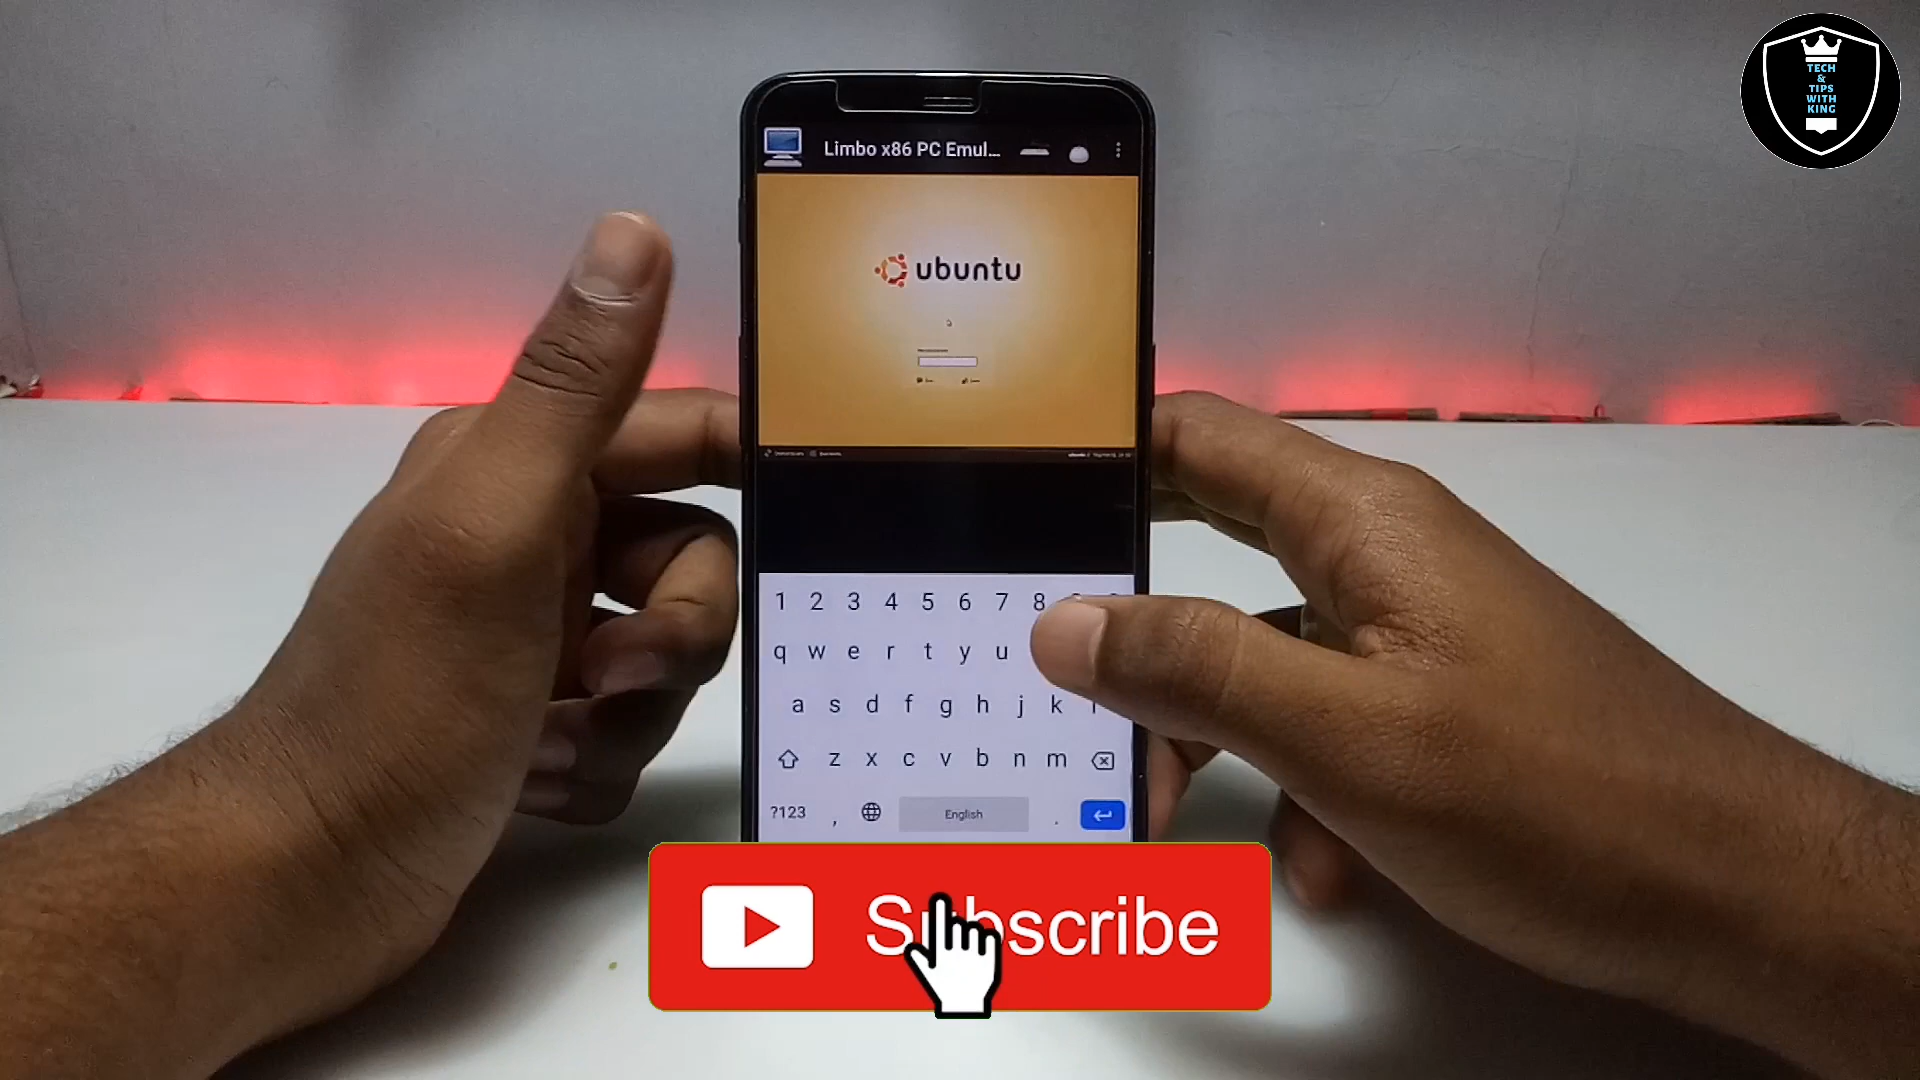 TECH
&
TIPS
WITH
KING
Limbo x86 PC Emul...
ubuntu
1 2 3 4 5 6 7 8
q w e r t y u
a s d f g h j k
z x c v b n m
?123 , English .
Subscribe